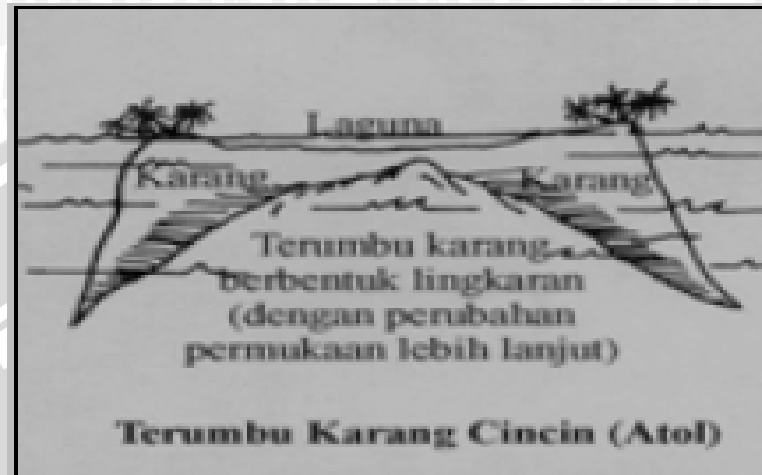 Laguna
Karang Karang
Terumbu karang
berbentuk lingkaran
(dengan perubahan
permukaan lebih lanjut)
Terumbu Karang Cincin (Atol)